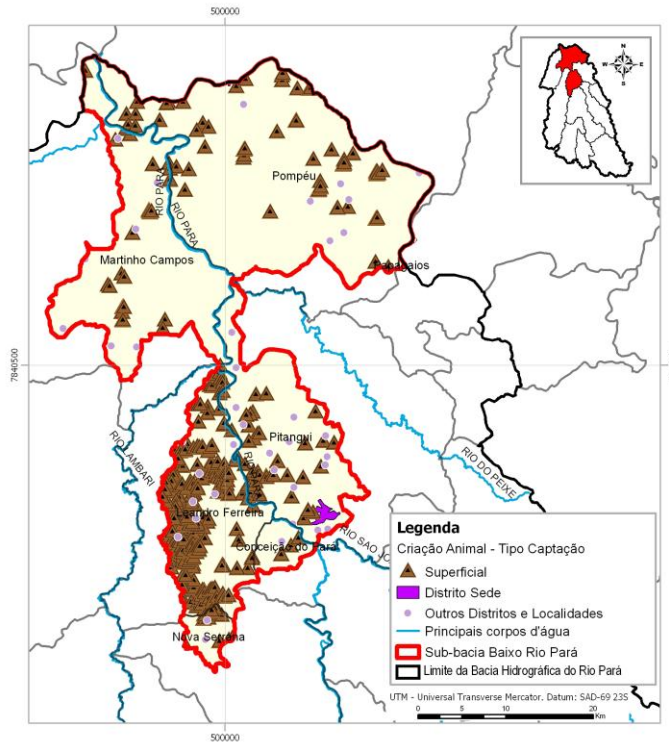 500000
N
W E
S
RIO PARÁ
RIO PARÁ
Pompéu
Martinho Campos
Papagaios
7840500
Pitangui
RIO LAMBARI
RIO DO PEIXE
Leandro Ferreira
Conceição do Pará
RIO SÃO JO
Nova Serrana
Legenda
Criação Animal - Tipo Captação
Superficial
Distrito Sede
Outros Distritos e Localidades
Principais corpos d'água
Sub-bacia Baixo Rio Pará
Limite da Bacia Hidrográfica do Rio Pará
UTM - Universal Transverse Mercator. Datum: SAD-69 23S
0 10 20
Km
500000